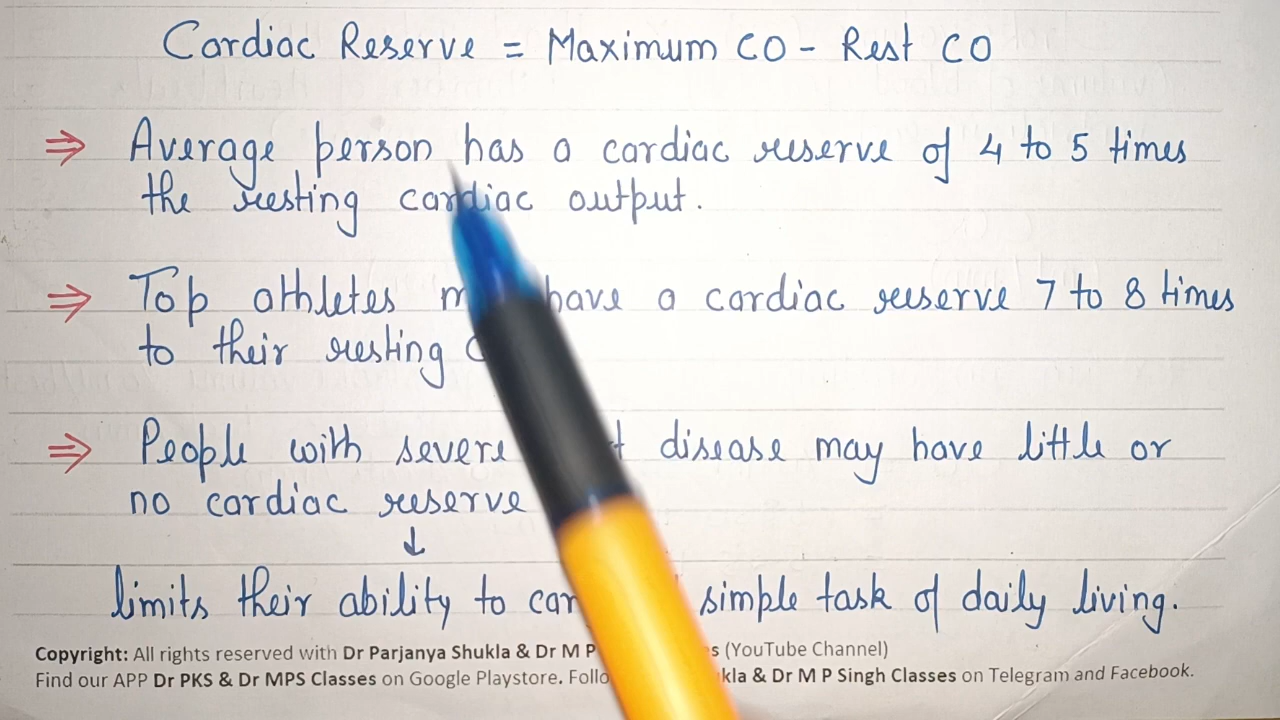 Cardiac Reserve = Maximum CO - Rest CO
⇒ Average person has a cardiac reserve of 4 to 5 times
the resting cardiac output.
⇒ Top athletes have a cardiac reserve 7 to 8 times
to their resting
⇒ People with severe disease may have little or
no cardiac reserve
↓
limits their ability to simple task of daily living.
Copyright: All rights reserved with Dr Parjanya Shukla & Dr M P (YouTube Channel)
Find our APP Dr PKS & Dr MPS Classes on Google Playstore. & Dr M P Singh Classes on Telegram and Facebook.